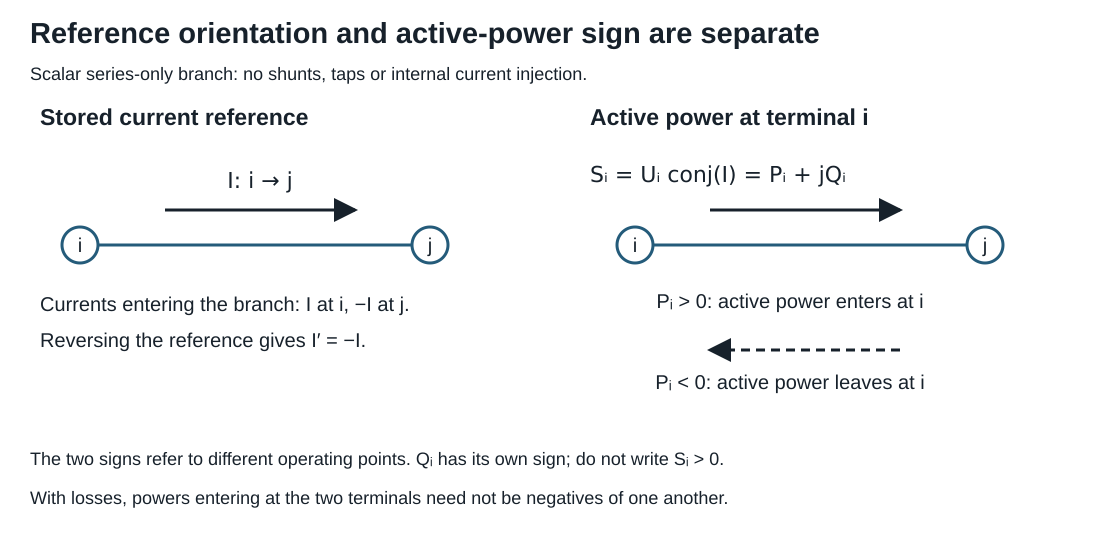 Reference orientation and active-power sign are separate
Scalar series-only branch: no shunts, taps or internal current injection.
Stored current reference
I: i → j
i
j
Currents entering the branch: I at i, −I at j.
Reversing the reference gives I′ = −I.
Active power at terminal i
Sᵢ = Uᵢ conj(I) = Pᵢ + jQᵢ
i
j
Pᵢ > 0: active power enters at i
Pᵢ < 0: active power leaves at i
The two signs refer to different operating points. Qᵢ has its own sign; do not write Sᵢ > 0.
With losses, powers entering at the two terminals need not be negatives of one another.